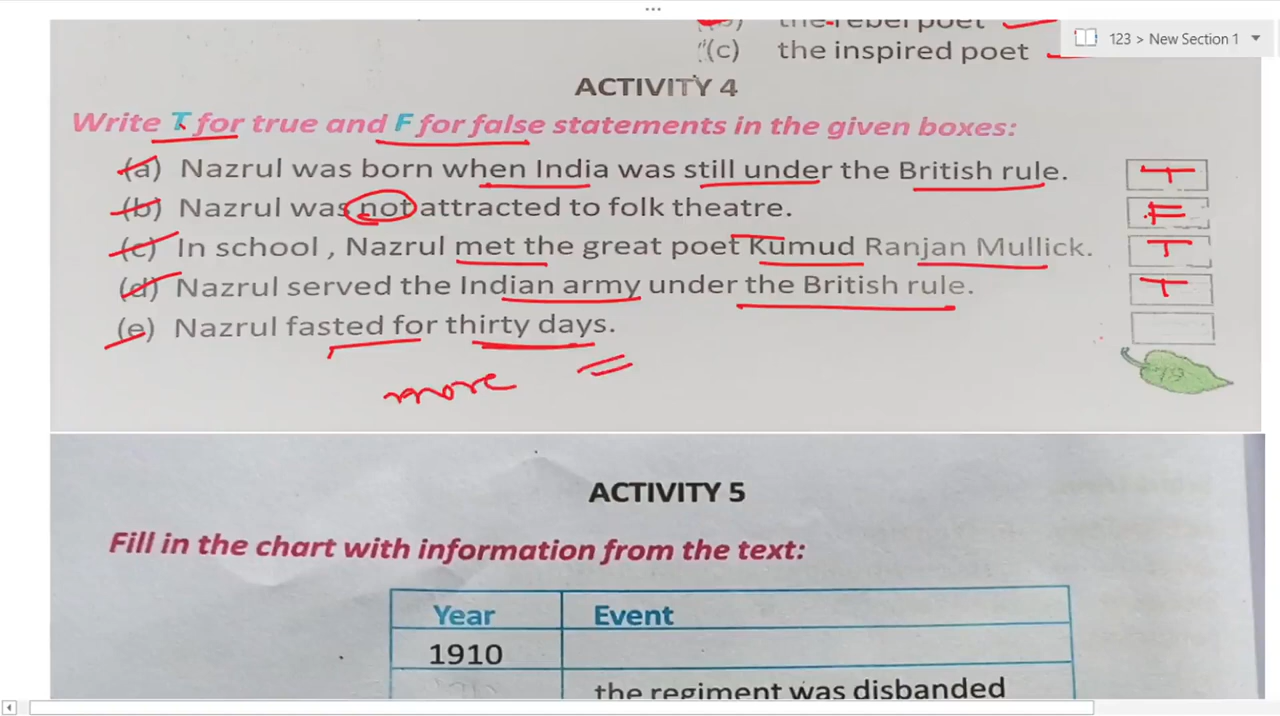 ...
the rebel poet
(c) the inspired poet
123 > New Section 1
ACTIVITY 4
Write T for true and F for false statements in the given boxes:
(a) Nazrul was born when India was still under the British rule. T
(b) Nazrul was not attracted to folk theatre. F
(c) In school , Nazrul met the great poet Kumud Ranjan Mullick. T
(d) Nazrul served the Indian army under the British rule. T
(e) Nazrul fasted for thirty days.
more
ACTIVITY 5
Fill in the chart with information from the text:
Year Event
1910
the regiment was disbanded